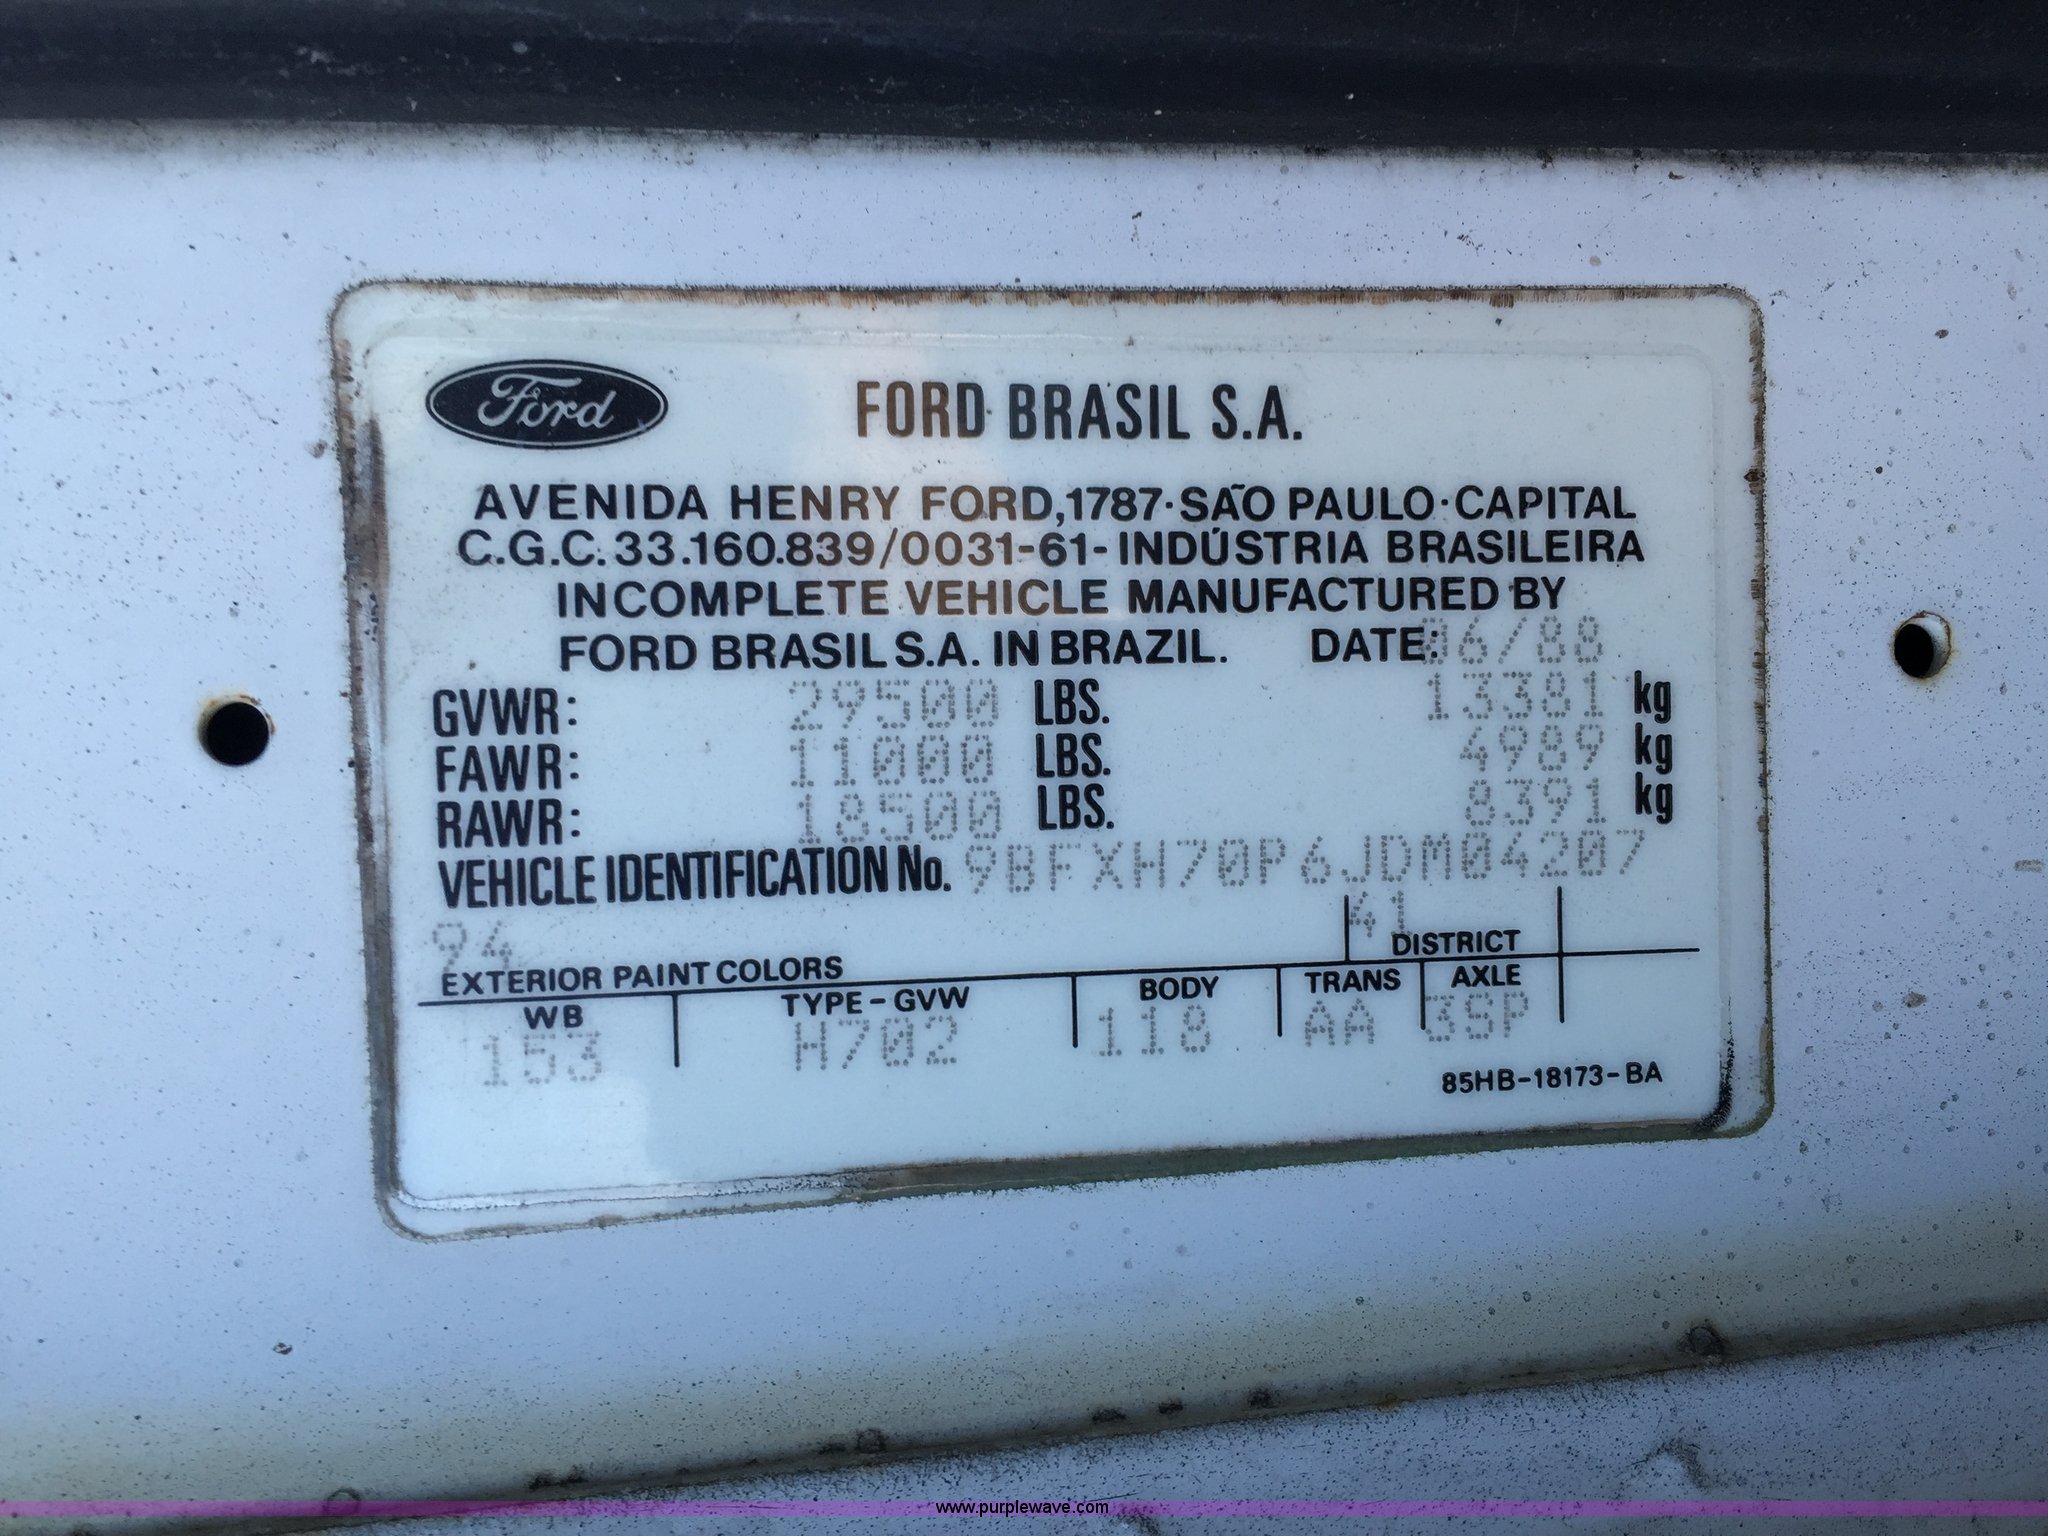 Ford
FORD BRASIL S.A.
AVENIDA HENRY FORD,1787·SÃO PAULO·CAPITAL
C.G.C. 33.160.839/0031-61-INDÚSTRIA BRASILEIRA
INCOMPLETE VEHICLE MANUFACTURED BY
FORD BRASIL S.A. IN BRAZIL. DATE: 06/88
GVWR: 29500 LBS. 13381 kg
FAWR: 11000 LBS. 4989 kg
RAWR: 18500 LBS. 8391 kg
VEHICLE IDENTIFICATION No. 9BFXH70P6JDM04207
94 41
EXTERIOR PAINT COLORS DISTRICT
WB TYPE-GVW BODY TRANS AXLE
153 H702 118 AA 3SP
85HB-18173-BA
www.purplewave.com